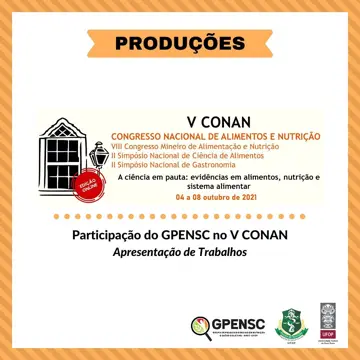 PRODUÇÕES
V CONAN
CONGRESSO NACIONAL DE ALIMENTOS E NUTRIÇÃO
VIII Congresso Mineiro de Alimentação e Nutrição
II Simpósio Nacional de Ciência de Alimentos
II Simpósio Nacional de Gastronomia
EDIÇÃO
ONLINE
A ciência em pauta: evidências em alimentos, nutrição e
sistema alimentar
04 a 08 outubro de 2021
Participação do GPENSC no V CONAN
Apresentação de Trabalhos
GPENSC
UFOP